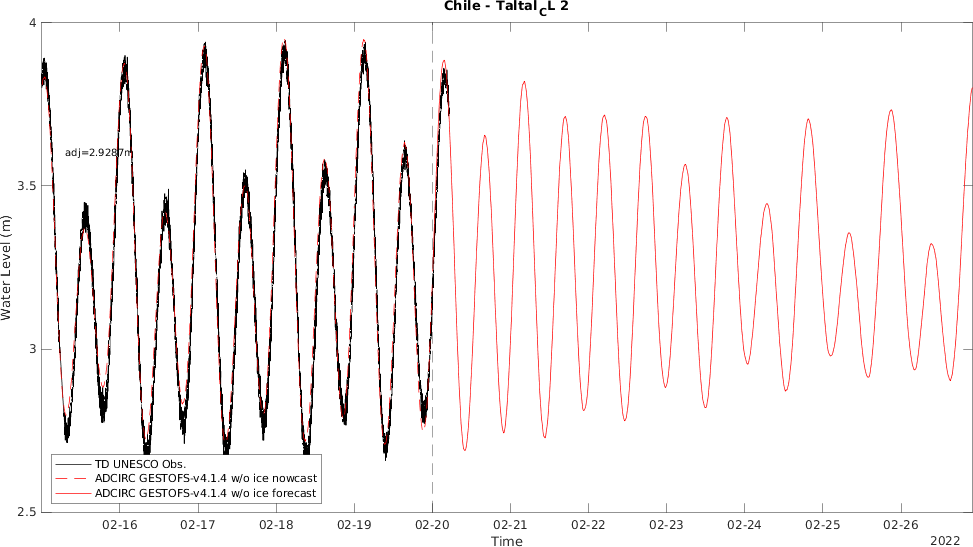 Chile - Taltal_CL 2
4
3.5
3
2.5
Water Level (m)
adj=2.9287m
TD UNESCO Obs.
ADCIRC GESTOFS-v4.1.4 w/o ice nowcast
ADCIRC GESTOFS-v4.1.4 w/o ice forecast
02-16 02-17 02-18 02-19 02-20 02-21 02-22 02-23 02-24 02-25 02-26
Time
2022